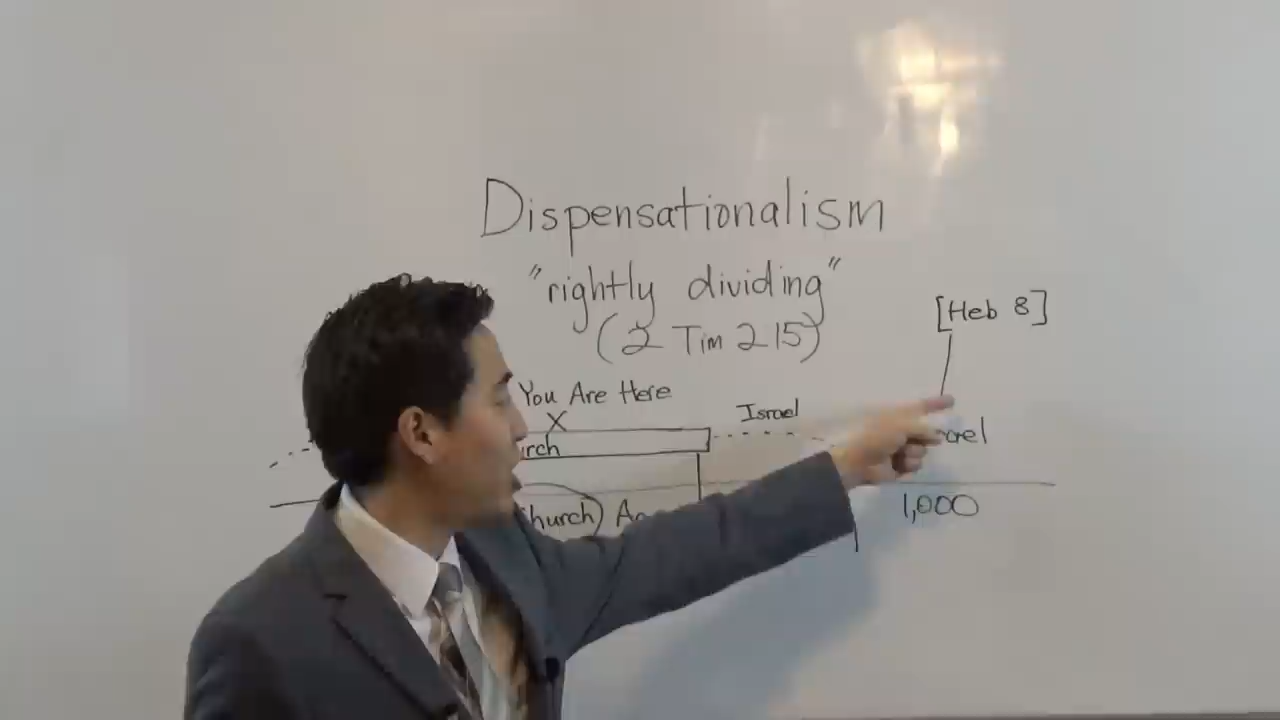 Dispensationalism
"rightly dividing"
(2 Tim 2 15)
[Heb 8]
You Are Here
X
Israel
1,000